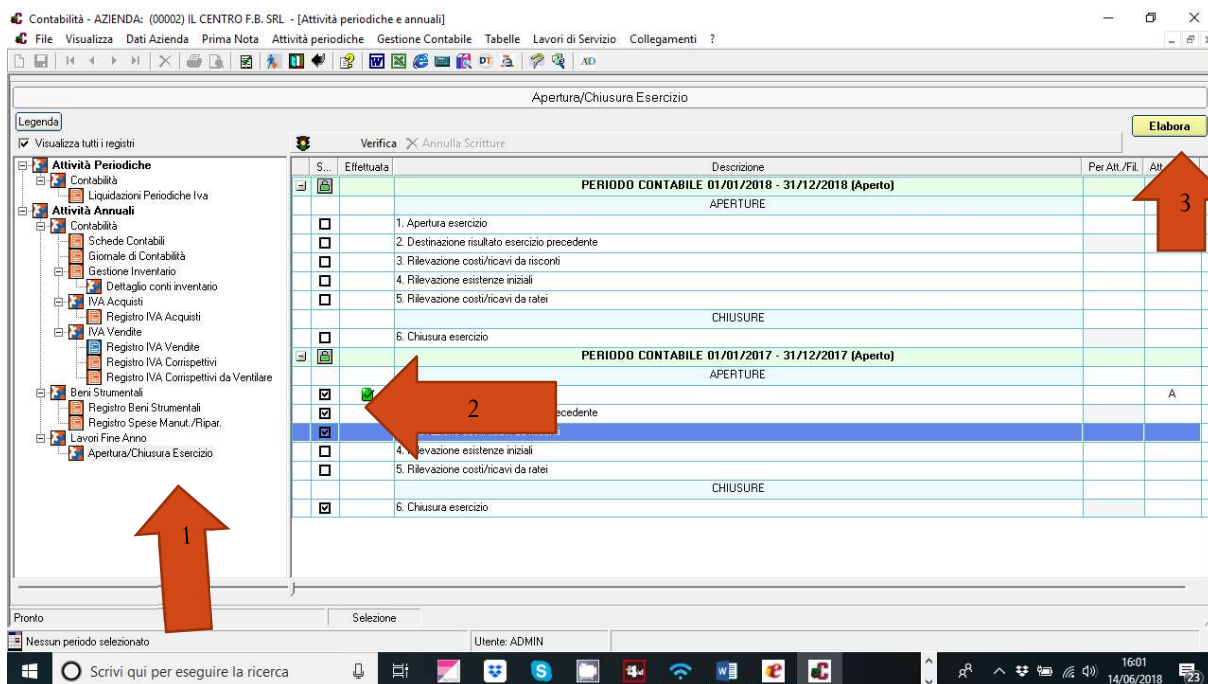 Contabilità - AZIENDA: (00002) IL CENTRO F.B. SRL - [Attività periodiche e annuali]
File Visualizza Dati Azienda Prima Nota Attività periodiche Gestione Contabile Tabelle Lavori di Servizio Collegamenti ?
Apertura/Chiusura Esercizio
Legenda
Elabora
Visualizza tutti i registri
Verifica Annulla Scritture
S... Effettuata Descrizione Per Att./Fil. Att
Attività Periodiche
Contabilità
Liquidazioni Periodiche Iva
Attività Annuali
Contabilità
Schede Contabili
Giornale di Contabilità
Gestione Inventario
Dettaglio conti inventario
IVA Acquisti
Registro IVA Acquisti
IVA Vendite
Registro IVA Vendite
Registro IVA Corrispettivi
Registro IVA Corrispettivi da Ventilare
Beni Strumentali
Registro Beni Strumentali
Registro Spese Manut./Ripar.
Lavori Fine Anno
Apertura/Chiusura Esercizio
PERIODO CONTABILE 01/01/2018 - 31/12/2018 (Aperto)
APERTURE
1. Apertura esercizio
2. Destinazione risultato esercizio precedente
3. Rilevazione costi/ricavi da risconti
4. Rilevazione esistenze iniziali
5. Rilevazione costi/ricavi da ratei
CHIUSURE
6. Chiusura esercizio
PERIODO CONTABILE 01/01/2017 - 31/12/2017 (Aperto)
APERTURE
A
ecedente
4. Rilevazione esistenze iniziali
5. Rilevazione costi/ricavi da ratei
CHIUSURE
6. Chiusura esercizio
1
2
3
Pronto Selezione
Nessun periodo selezionato Utente: ADMIN
Scrivi qui per eseguire la ricerca
16:01
14/06/2018
23